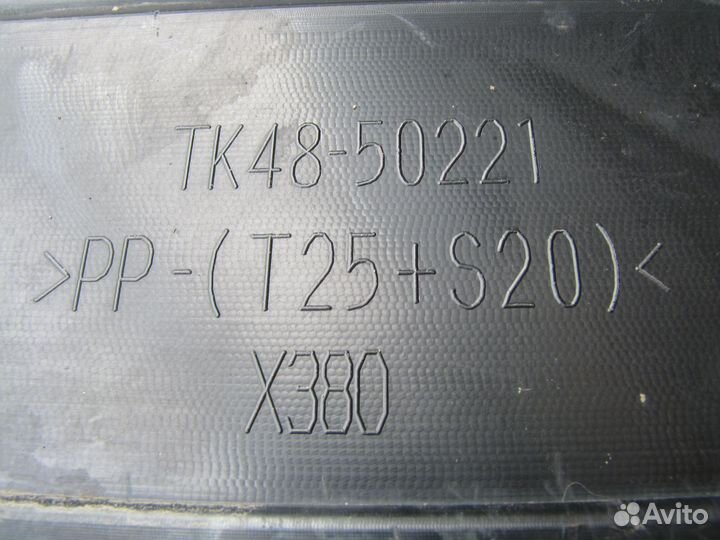 TK48-50221
>PP-(T25+S20)<
X380
Avito